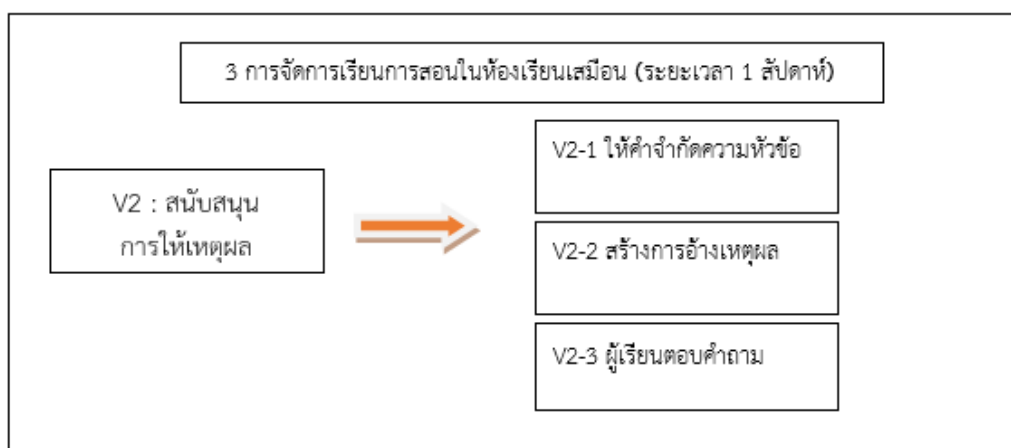 3 การจัดการเรียนการสอนในห้องเรียนเสมือน (ระยะเวลา 1 สัปดาห์)
V2 : สนับสนุน
การให้เหตุผล
V2-1 ให้คำจำกัดความหัวข้อ
V2-2 สร้างการอ้างเหตุผล
V2-3 ผู้เรียนตอบคำถาม